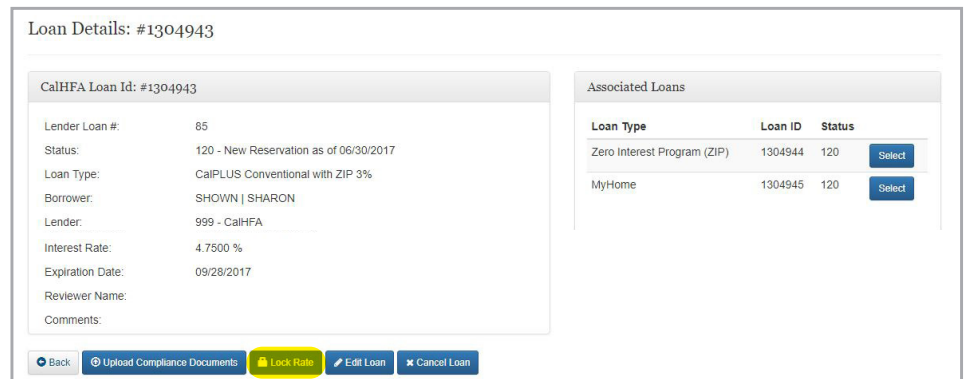 Loan Details: #1304943
CalHFA Loan Id: #1304943
Lender Loan #: 85
Status: 120 - New Reservation as of 06/30/2017
Loan Type: CalPLUS Conventional with ZIP 3%
Borrower: SHOWN | SHARON
Lender: 999 - CalHFA
Interest Rate: 4.7500 %
Expiration Date: 09/28/2017
Reviewer Name:
Comments:
Back Upload Compliance Documents Lock Rate Edit Loan Cancel Loan
Associated Loans
Loan Type Loan ID Status
Zero Interest Program (ZIP) 1304944 120 Select
MyHome 1304945 120 Select